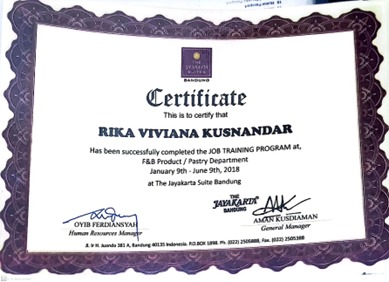 THE
JAYAKARTA
SUITES
BANDUNG
Certificate
This is to certify that
RIKA VIVIANA KUSNANDAR
Has been successfully completed the JOB TRAINING PROGRAM at,
F&B Product / Pastry Department
January 9th - June 9th, 2018
at The Jayakarta Suite Bandung
THE
JAYAKARTA
BANDUNG
OYIB FERDIANSYAH
Human Resources Manager
AMAN KUSDIAMAN
General Manager
Jl. Ir H. Juanda 381 A, Bandung 40135 Indonesia. P.O.BOX 1898. Ph. (022) 2505888, Fax. (022) 2505388